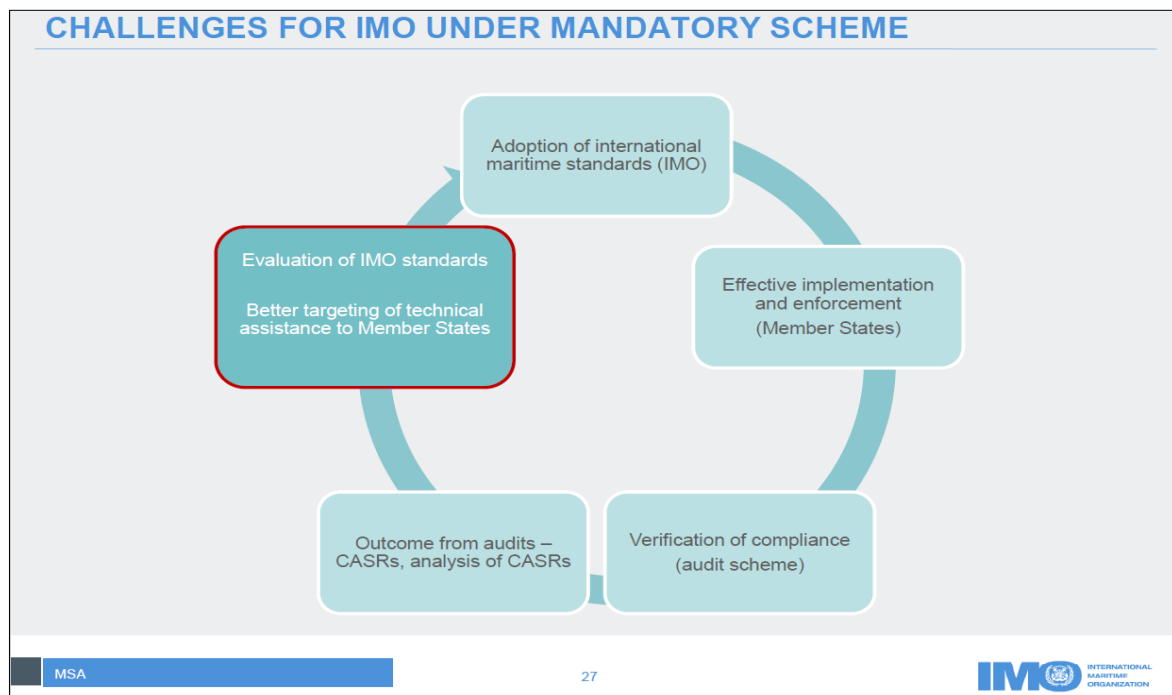 CHALLENGES FOR IMO UNDER MANDATORY SCHEME
Adoption of international
maritime standards (IMO)
Evaluation of IMO standards
Better targeting of technical
assistance to Member States
Effective implementation
and enforcement
(Member States)
Outcome from audits –
CASRs, analysis of CASRs
Verification of compliance
(audit scheme)
MSA
27
IMO
INTERNATIONAL
MARITIME
ORGANIZATION